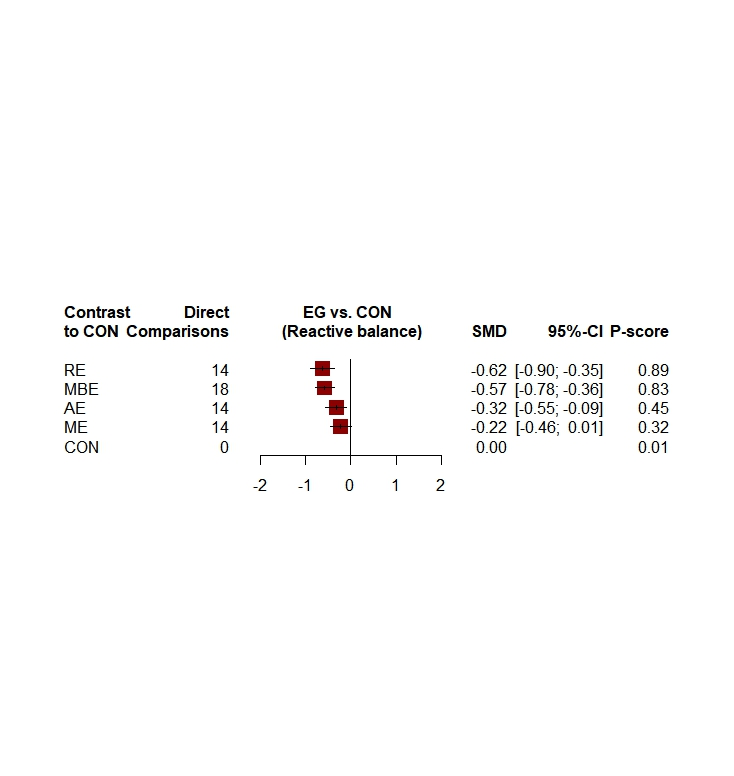 Contrast Direct EG vs. CON
to CON Comparisons (Reactive balance) SMD 95%-CI P-score
RE 14 -0.62 [-0.90; -0.35] 0.89
MBE 18 -0.57 [-0.78; -0.36] 0.83
AE 14 -0.32 [-0.55; -0.09] 0.45
ME 14 -0.22 [-0.46; 0.01] 0.32
CON 0 0.00 0.01
-2 -1 0 1 2